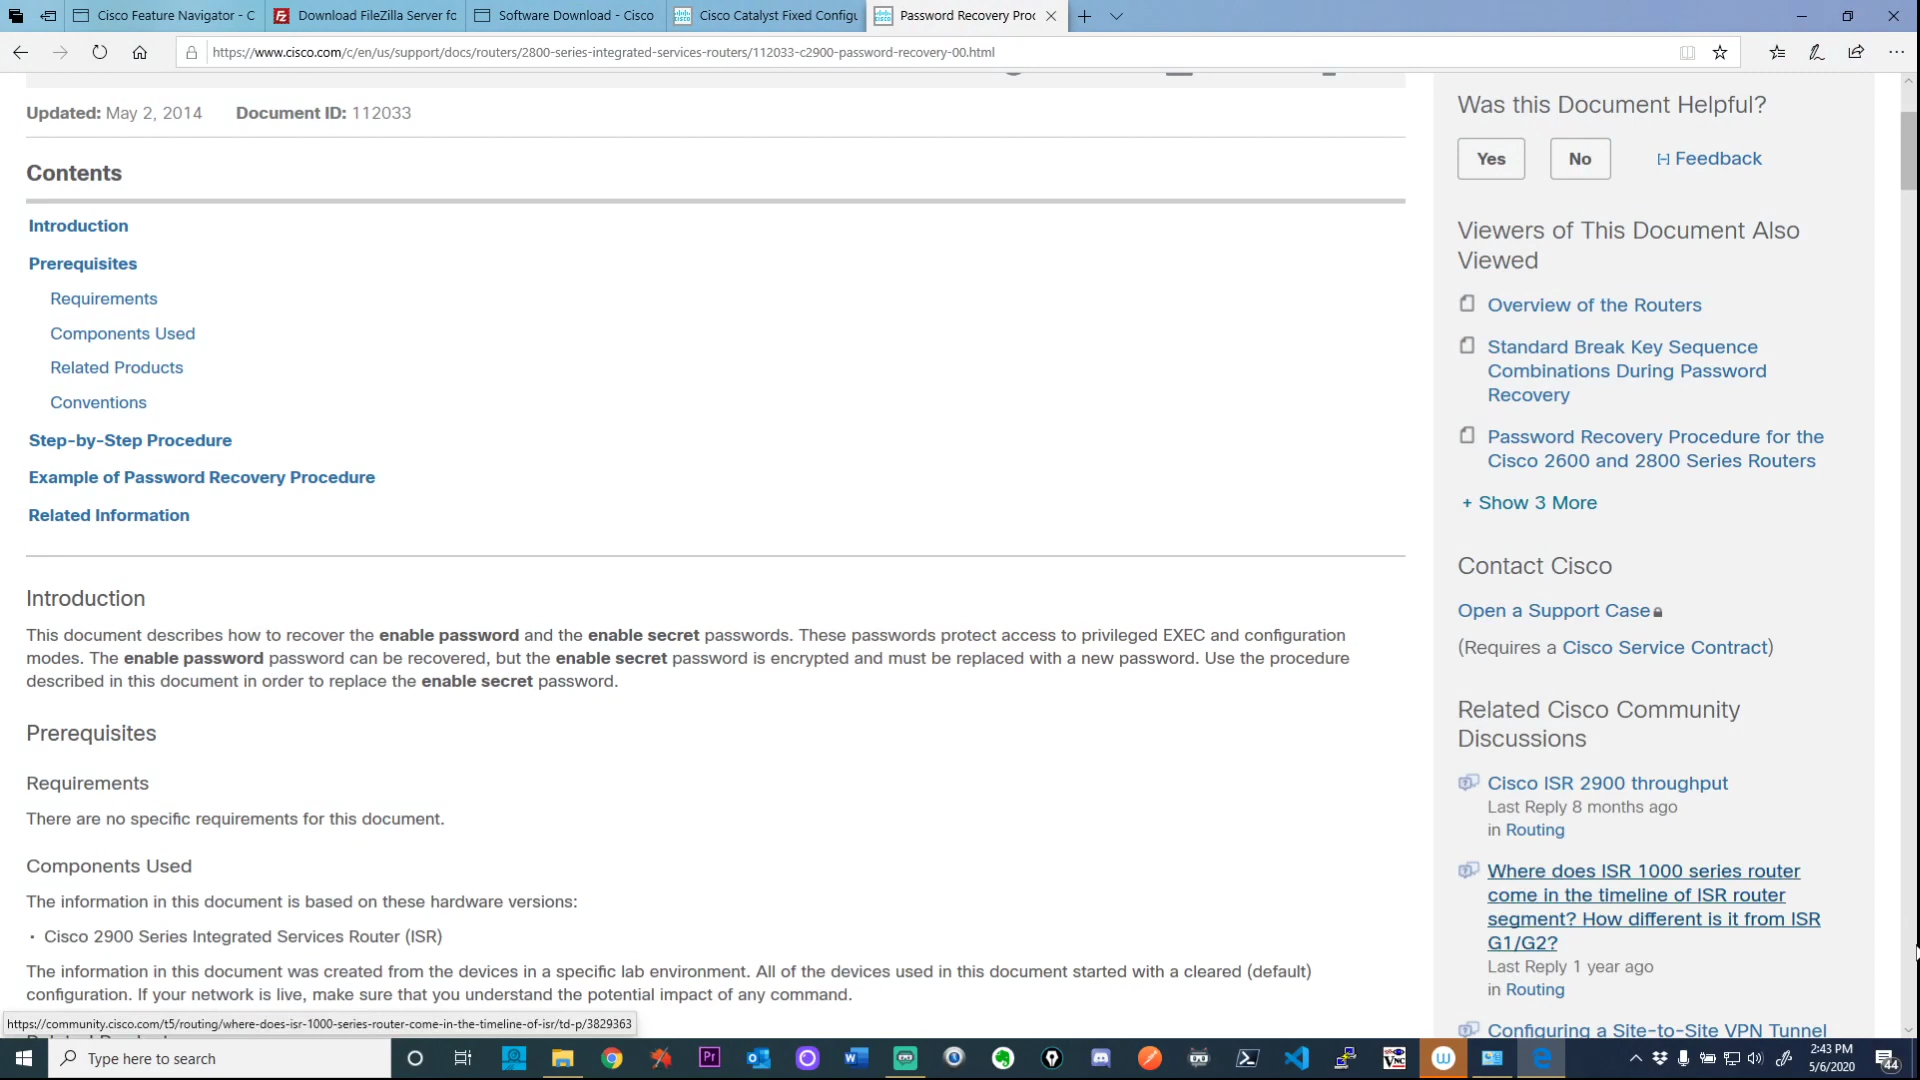 Cisco Feature Navigator - C
Download FileZilla Server fo
Software Download - Cisco
Cisco Catalyst Fixed Configu
Password Recovery Proc
https://www.cisco.com/c/en/us/support/docs/routers/2800-series-integrated-services-routers/112033-c2900-password-recovery-00.html
Updated: May 2, 2014 Document ID: 112033
Contents
Introduction
Prerequisites
Requirements
Components Used
Related Products
Conventions
Step-by-Step Procedure
Example of Password Recovery Procedure
Related Information
Introduction
This document describes how to recover the enable password and the enable secret passwords. These passwords protect access to privileged EXEC and configuration
modes. The enable password password can be recovered, but the enable secret password is encrypted and must be replaced with a new password. Use the procedure
described in this document in order to replace the enable secret password.
Prerequisites
Requirements
There are no specific requirements for this document.
Components Used
The information in this document is based on these hardware versions:
· Cisco 2900 Series Integrated Services Router (ISR)
The information in this document was created from the devices in a specific lab environment. All of the devices used in this document started with a cleared (default)
configuration. If your network is live, make sure that you understand the potential impact of any command.
https://community.cisco.com/t5/routing/where-does-isr-1000-series-router-come-in-the-timeline-of-isr/td-p/3829363
Was this Document Helpful?
Yes
No
[-] Feedback
Viewers of This Document Also
Viewed
Overview of the Routers
Standard Break Key Sequence
Combinations During Password
Recovery
Password Recovery Procedure for the
Cisco 2600 and 2800 Series Routers
+ Show 3 More
Contact Cisco
Open a Support Case
(Requires a Cisco Service Contract)
Related Cisco Community
Discussions
Cisco ISR 2900 throughput
Last Reply 8 months ago
in Routing
Where does ISR 1000 series router
come in the timeline of ISR router
segment? How different is it from ISR
G1/G2?
Last Reply 1 year ago
in Routing
Configuring a Site-to-Site VPN Tunnel
Type here to search
Pr
2:43 PM
5/6/2020
44